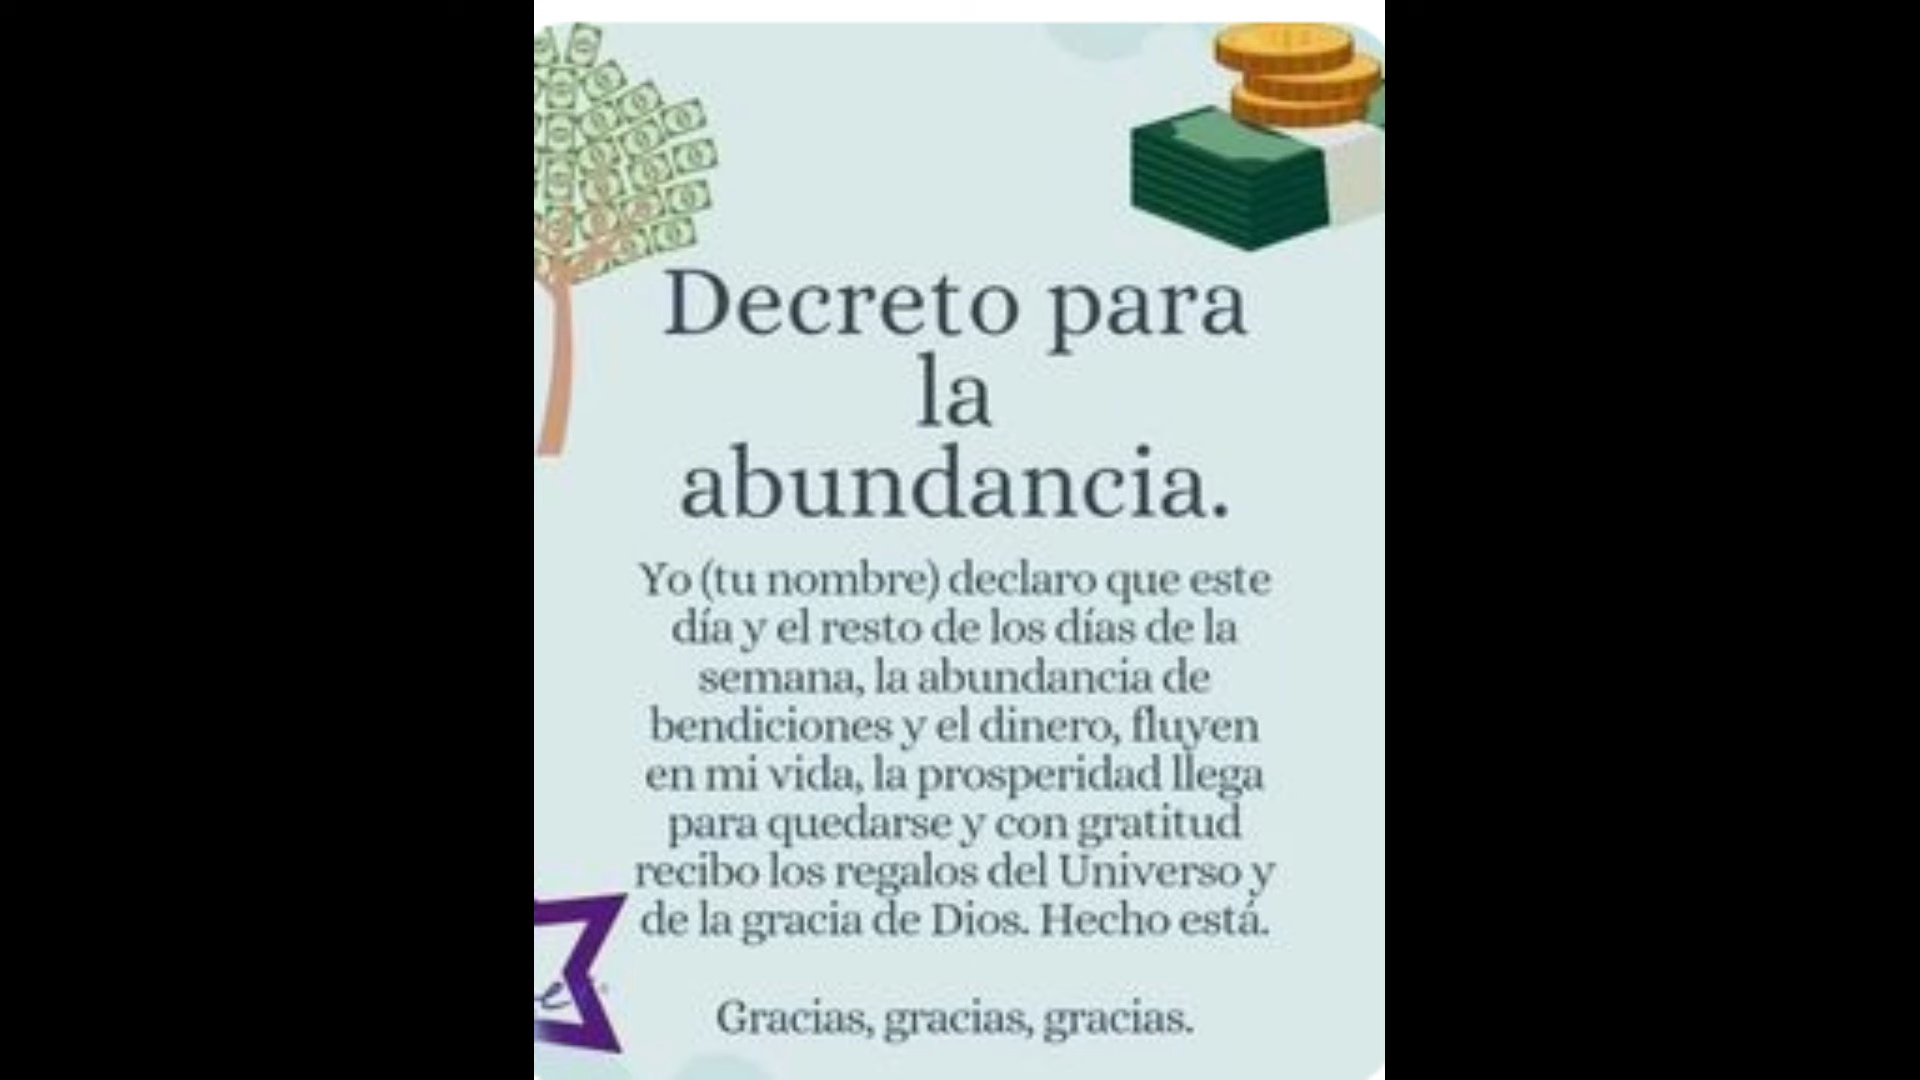 Decreto para
la
abundancia.
Yo (tu nombre) declaro que este
día y el resto de los días de la
semana, la abundancia de
bendiciones y el dinero, fluyen
en mi vida, la prosperidad llega
para quedarse y con gratitud
recibo los regalos del Universo y
de la gracia de Dios. Hecho está.
Gracias, gracias, gracias.